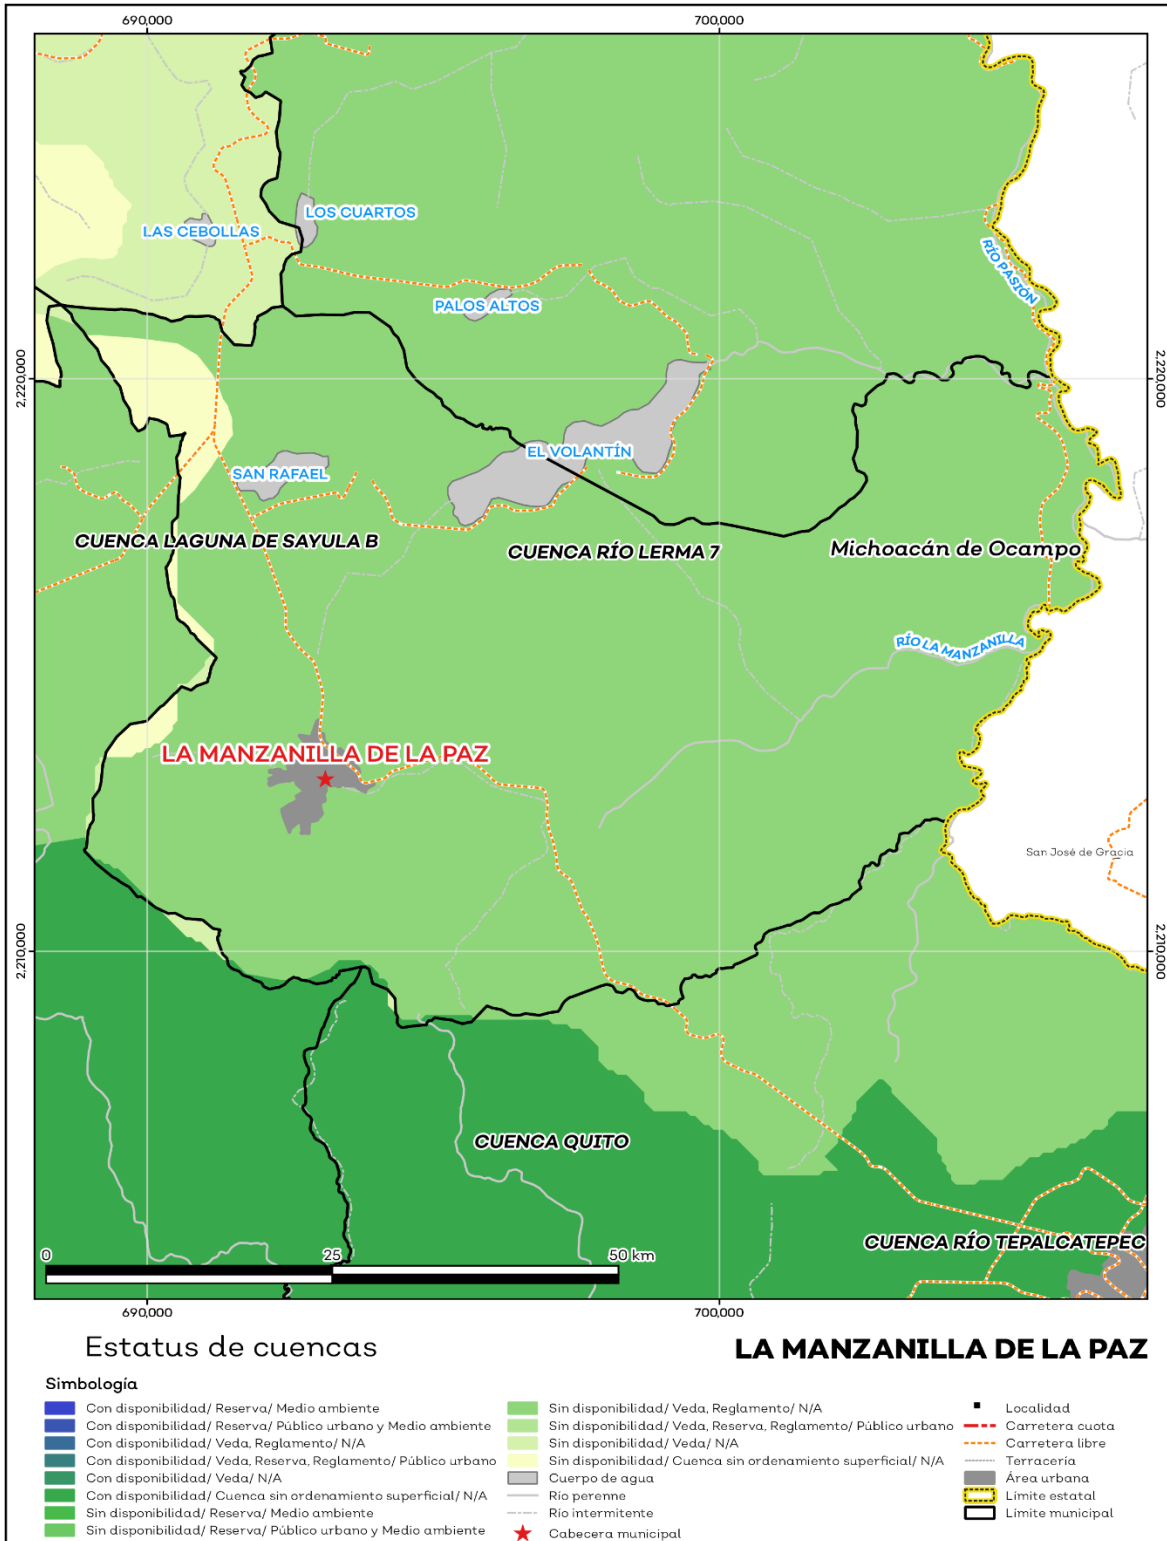 690,000
700,000
LOS CUARTOS
LAS CEBOLLAS
RÍO PASIÓN
PALOS ALTOS
2,220,000
2,220,000
EL VOLANTÍN
SAN RAFAEL
CUENCA LAGUNA DE SAYULA B
CUENCA RÍO LERMA 7
Michoacán de Ocampo
RÍO LA MANZANILLA
LA MANZANILLA DE LA PAZ
San José de Gracia
2,210,000
2,210,000
CUENCA QUITO
CUENCA RÍO TEPALCATEPEC
0
25
50 km
690,000
700,000
Estatus de cuencas
LA MANZANILLA DE LA PAZ
Simbología
Con disponibilidad/ Reserva/ Medio ambiente
Con disponibilidad/ Reserva/ Público urbano y Medio ambiente
Con disponibilidad/ Veda, Reglamento/ N/A
Con disponibilidad/ Veda, Reserva, Reglamento/ Público urbano
Con disponibilidad/ Veda/ N/A
Con disponibilidad/ Cuenca sin ordenamiento superficial/ N/A
Sin disponibilidad/ Reserva/ Medio ambiente
Sin disponibilidad/ Reserva/ Público urbano y Medio ambiente
Sin disponibilidad/ Veda, Reglamento/ N/A
Sin disponibilidad/ Veda, Reserva, Reglamento/ Público urbano
Sin disponibilidad/ Veda/ N/A
Sin disponibilidad/ Cuenca sin ordenamiento superficial/ N/A
Cuerpo de agua
Río perenne
Río intermitente
Cabecera municipal
Localidad
Carretera cuota
Carretera libre
Terracería
Área urbana
Límite estatal
Límite municipal